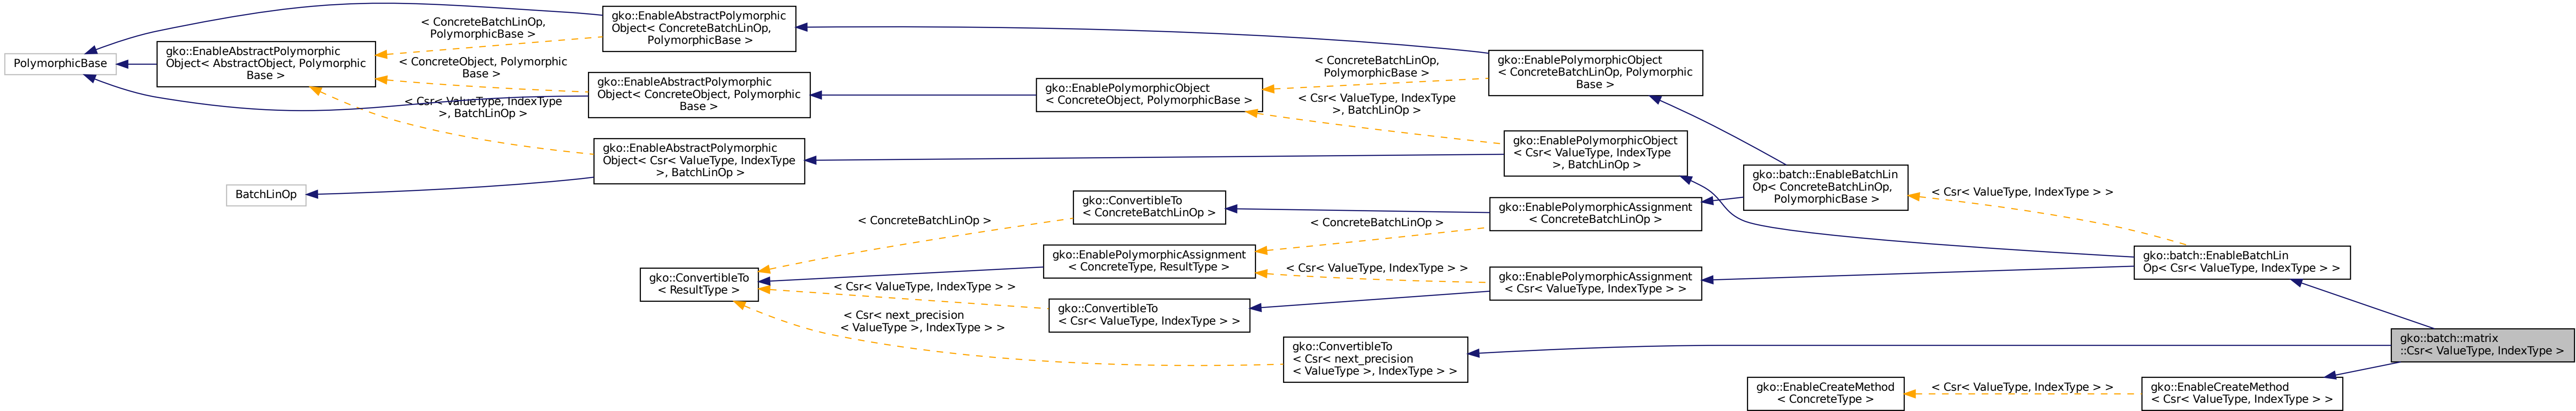 PolymorphicBase
gko::EnableAbstractPolymorphic
Object< AbstractObject, Polymorphic
Base >
BatchLinOp
< ConcreteBatchLinOp,
PolymorphicBase >
< ConcreteObject, Polymorphic
Base >
< Csr< ValueType, IndexType
>, BatchLinOp >
gko::EnableAbstractPolymorphic
Object< ConcreteBatchLinOp,
PolymorphicBase >
gko::EnableAbstractPolymorphic
Object< ConcreteObject, Polymorphic
Base >
gko::EnableAbstractPolymorphic
Object< Csr< ValueType, IndexType
>, BatchLinOp >
gko::ConvertibleTo
< ResultType >
< ConcreteBatchLinOp >
< Csr< ValueType, IndexType > >
< Csr< next_precision
< ValueType >, IndexType > >
gko::EnablePolymorphicObject
< ConcreteObject, PolymorphicBase >
gko::ConvertibleTo
< ConcreteBatchLinOp >
gko::EnablePolymorphicAssignment
< ConcreteType, ResultType >
gko::ConvertibleTo
< Csr< ValueType, IndexType > >
< ConcreteBatchLinOp,
PolymorphicBase >
< Csr< ValueType, IndexType
>, BatchLinOp >
< ConcreteBatchLinOp >
< Csr< ValueType, IndexType > >
gko::ConvertibleTo
< Csr< next_precision
< ValueType >, IndexType > >
gko::EnablePolymorphicObject
< ConcreteBatchLinOp, Polymorphic
Base >
gko::EnablePolymorphicObject
< Csr< ValueType, IndexType
>, BatchLinOp >
gko::EnablePolymorphicAssignment
< ConcreteBatchLinOp >
gko::EnablePolymorphicAssignment
< Csr< ValueType, IndexType > >
gko::batch::EnableBatchLin
Op< ConcreteBatchLinOp,
PolymorphicBase >
gko::EnableCreateMethod
< ConcreteType >
< Csr< ValueType, IndexType > >
< Csr< ValueType, IndexType > >
gko::batch::EnableBatchLin
Op< Csr< ValueType, IndexType > >
gko::EnableCreateMethod
< Csr< ValueType, IndexType > >
gko::batch::matrix
::Csr< ValueType, IndexType >